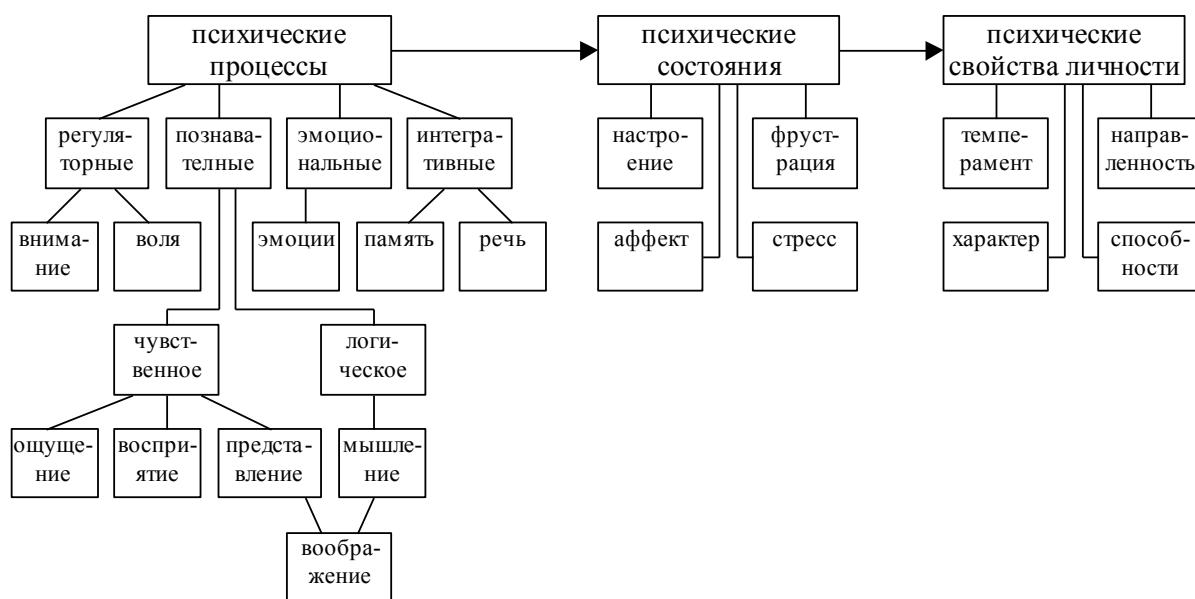 психические
процессы
психические
состояния
психические
свойства личности
регуля-
торные
познава-
телные
эмоцио-
нальные
интегра-
тивные
настро-
ение
фруст-
рация
темпе-
рамент
направ-
ленность
внима-
ние
воля
эмоции
память
речь
аффект
стресс
характер
способ-
ности
чувст-
венное
логи-
ческое
ощуще-
ние
воспри-
ятие
предста-
вление
мышле-
ние
вообра-
жение